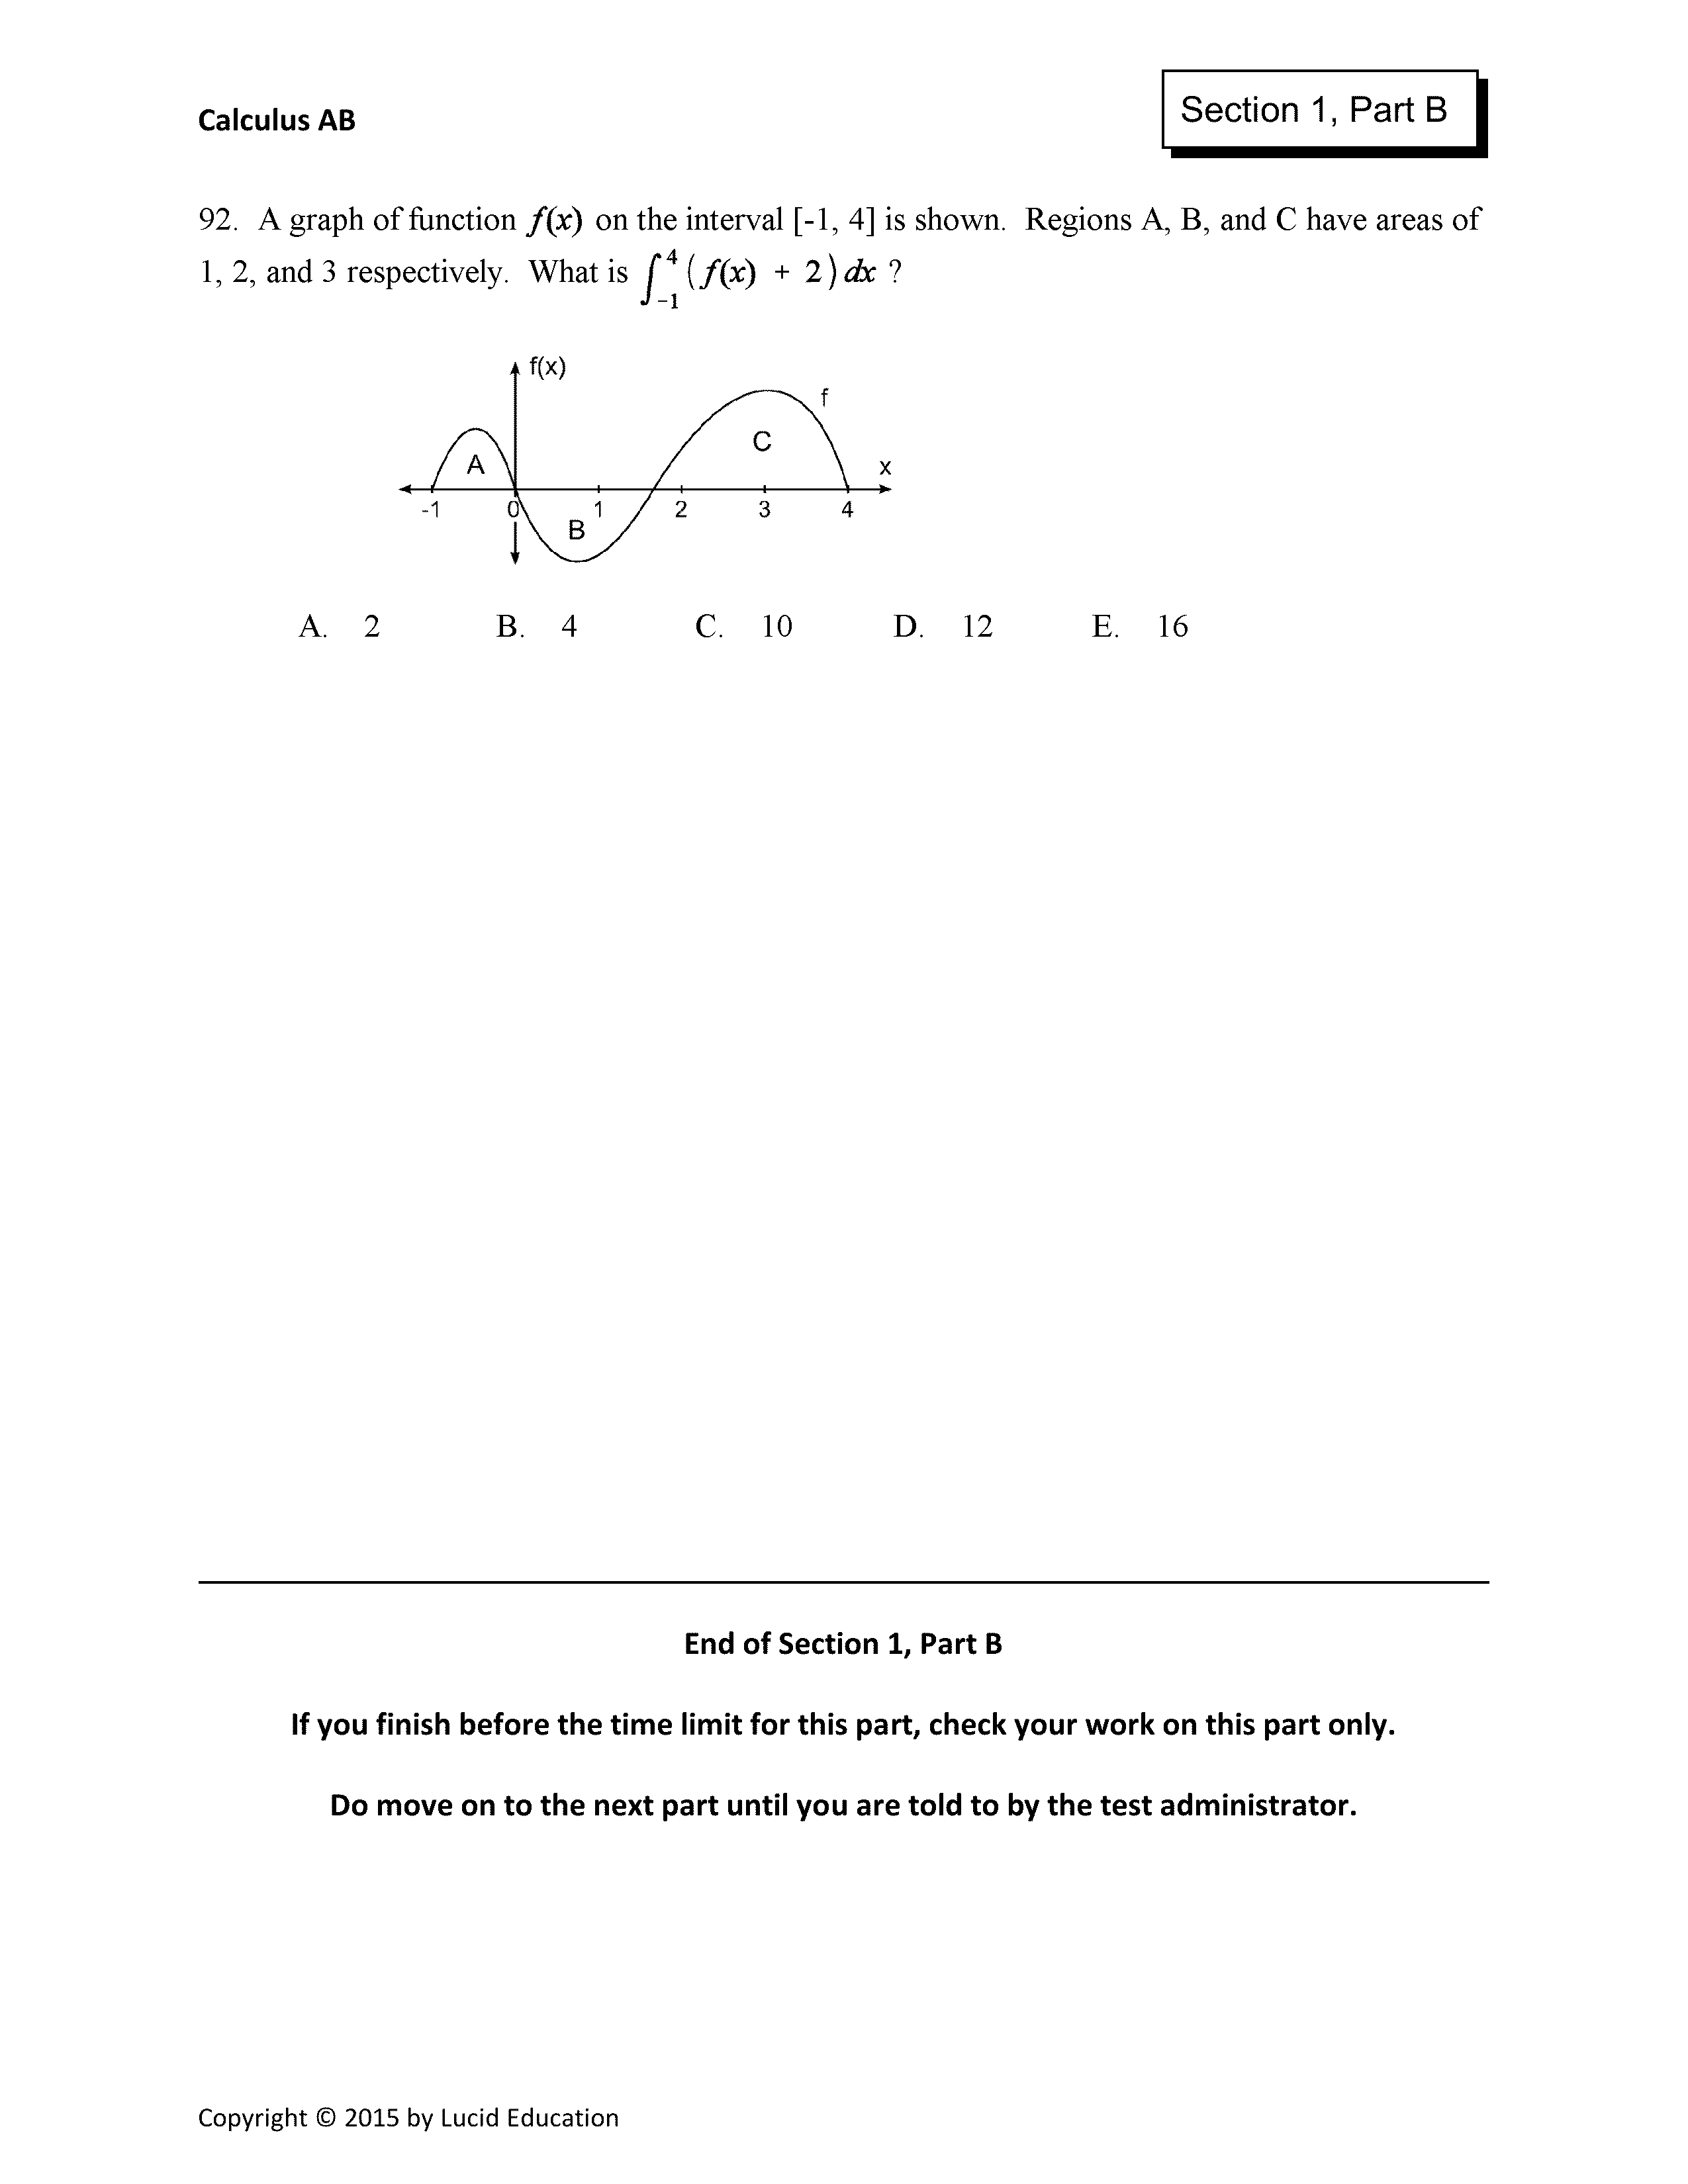 Calculus AB
Section 1, Part B
92. A graph of function f(x) on the interval [-1, 4] is shown. Regions A, B, and C have areas of
1, 2, and 3 respectively. What is ∫_{-1}^{4} (f(x) + 2) dx ?
f(x)
f
C
A
x
-1 0 1 2 3 4
B
A. 2 B. 4 C. 10 D. 12 E. 16
End of Section 1, Part B
If you finish before the time limit for this part, check your work on this part only.
Do move on to the next part until you are told to by the test administrator.
Copyright © 2015 by Lucid Education